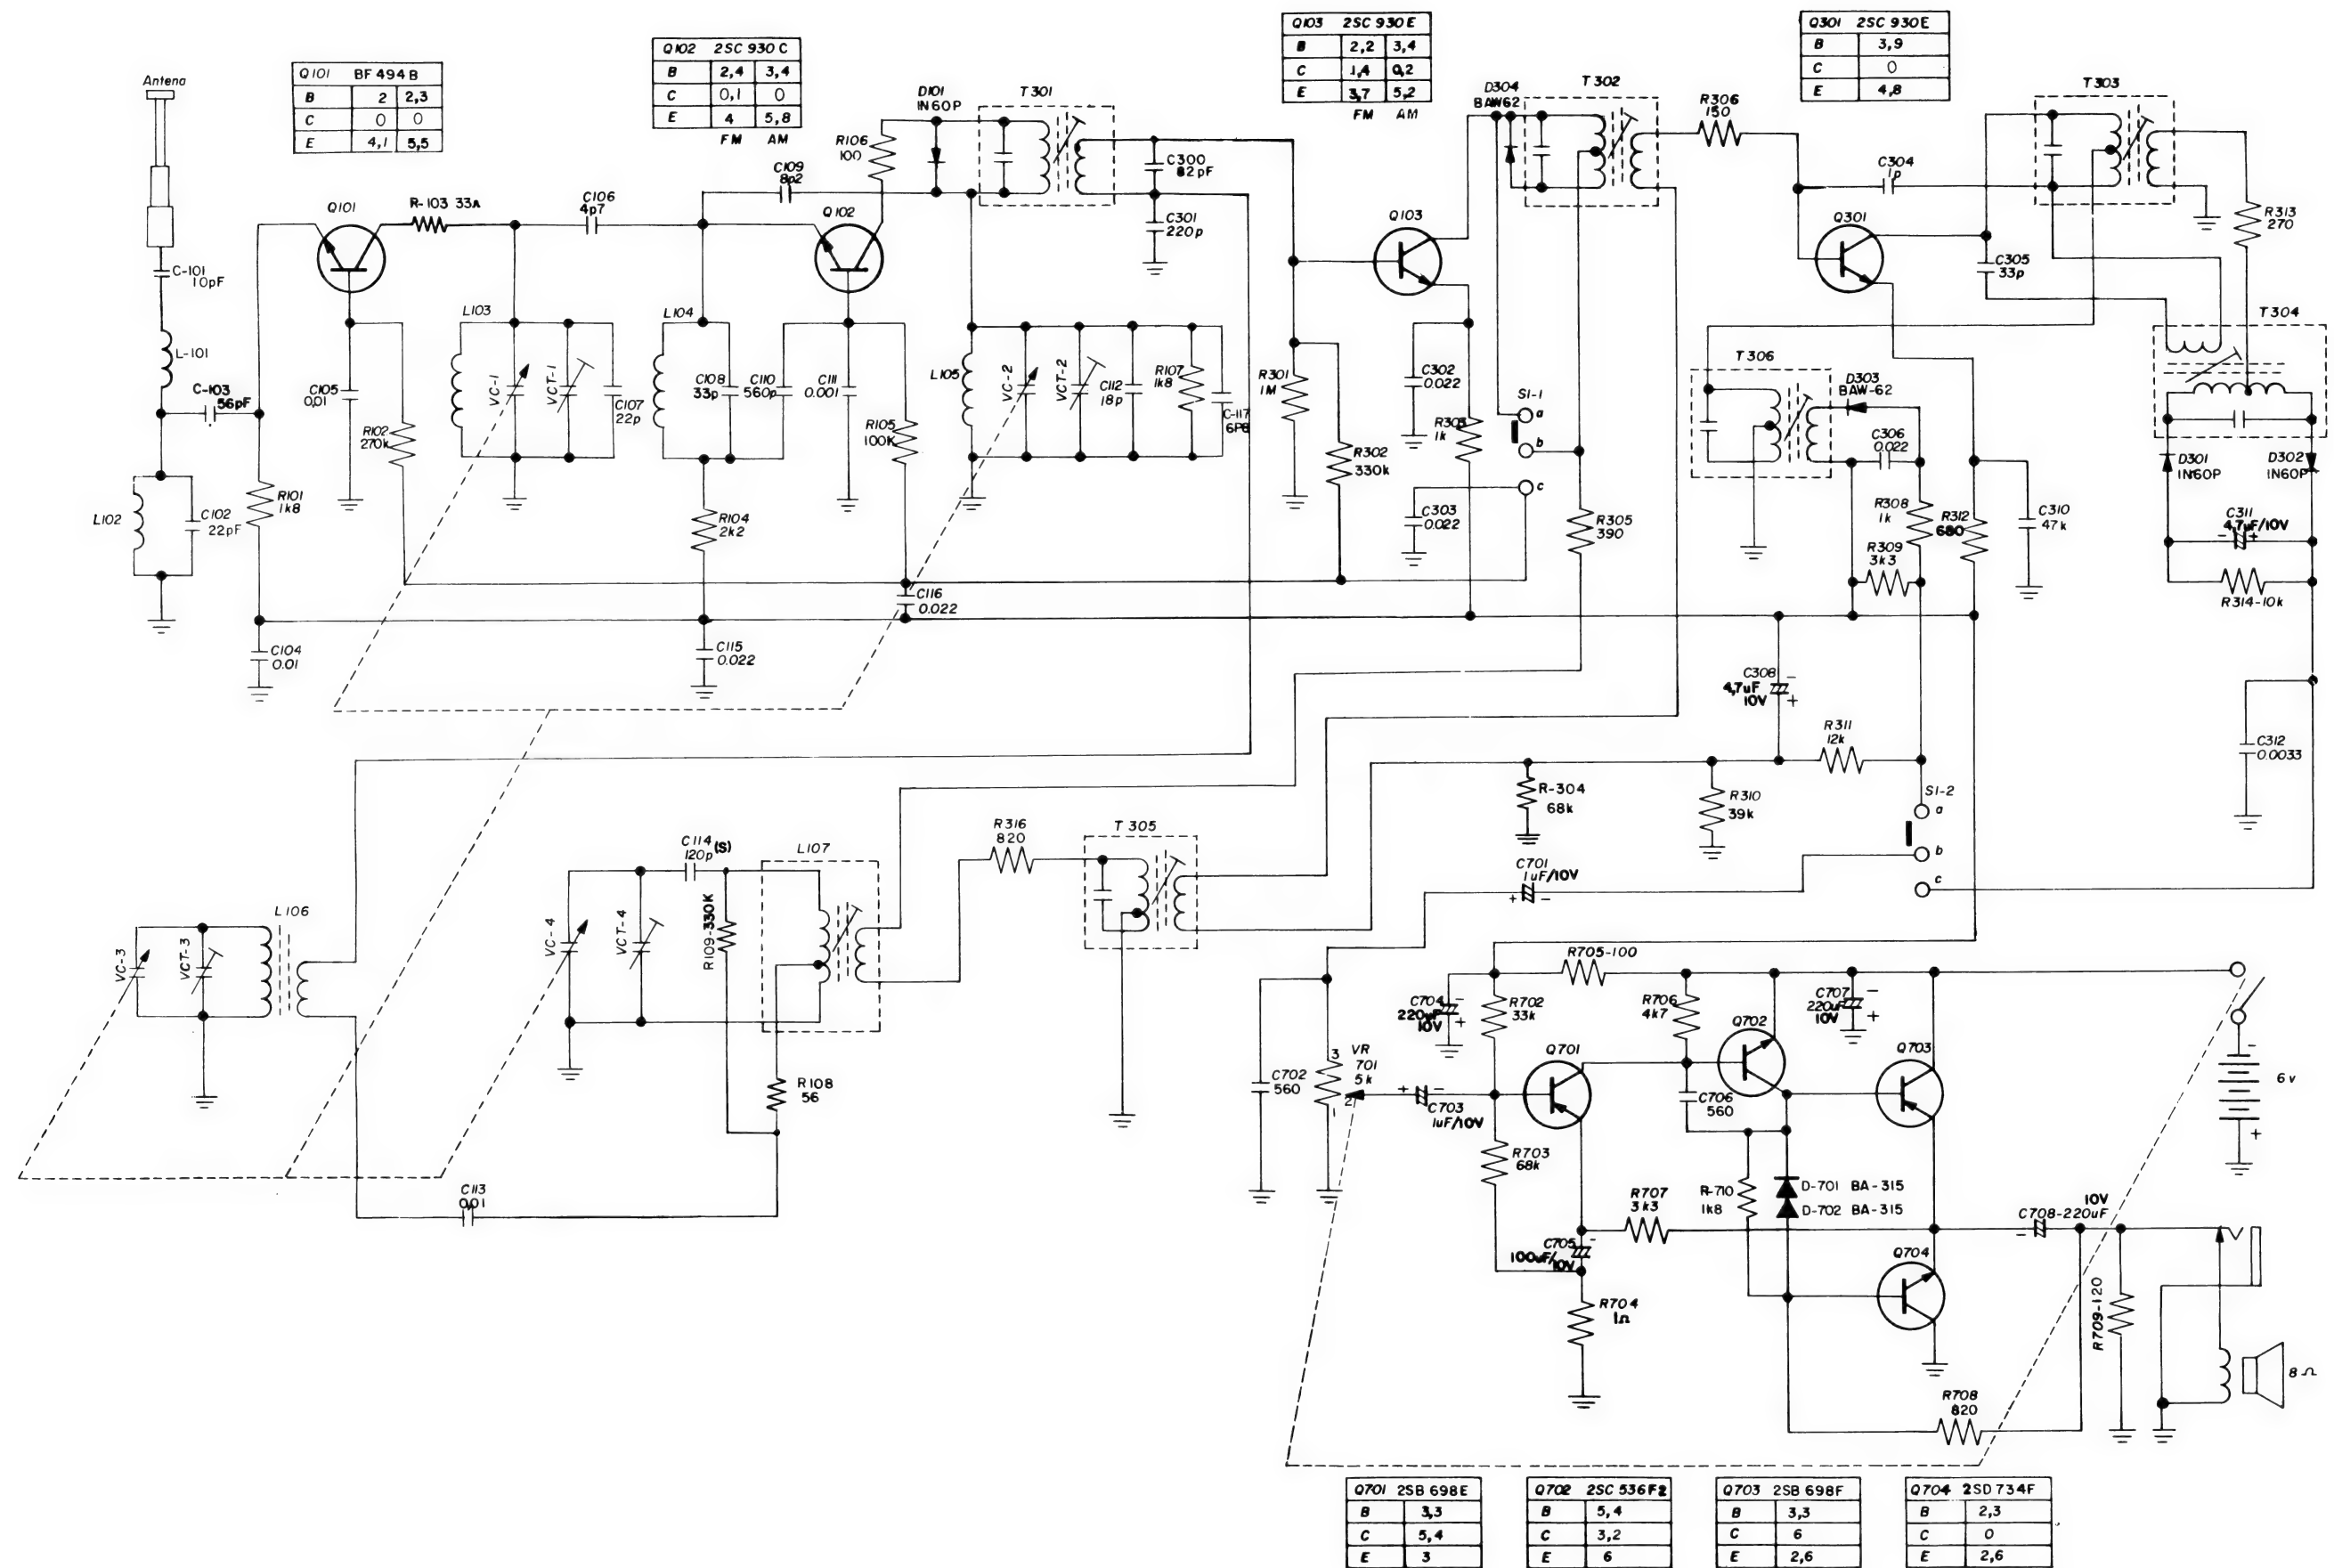 Antena
Q101 BF 494 B
B 2 2,3
C 0 0
E 4,1 5,5
Q102 2SC 930 C
B 2,4 3,4
C 0,1 0
E 4 5,8
FM AM
Q103 2SC 930 E
B 2,2 3,4
C 1,4 0,2
E 3,7 5,2
FM AM
Q301 2SC 930E
B 3,9
C 0
E 4,8
D101
IN60P
T301
D304
BAW62
T302
R306
150
T303
R106
100
C109
8p2
C300
82pF
C304
1p
Q101
R-103 33Ω
C106
4p7
Q102
C301
220p
Q103
Q301
R313
270
C-101
10pF
C305
33p
L-101
L103
L104
T304
T306
C-103
56pF
C105
0,01
VC-1
VCT-1
C107
22p
C108
33p
C110
560p
C111
0.001
L105
VC-2
VCT-2
C112
18p
R107
1k8
C-117
6P8
R301
1M
C302
0.022
R303
1k
S1-1
a
b
c
D303
BAW-62
C306
0.022
R102
270k
R105
100K
R302
330k
D301
IN60P
D302
IN60P
L102
C102
22pF
R101
1k8
R104
2k2
C303
0.022
R305
390
R308
1k
R312
680
C310
47k
C311
4,7uF/10V
- +
R309
3k3
R314-10k
C116
0.022
C104
0.01
C115
0.022
C308
4,7uF
10V
-
+
R311
12k
C312
0.0033
R-304
68k
R310
39k
S1-2
a
b
c
C114 (S)
120p
L107
R316
820
T 305
C701
1uF/10V
+ -
L106
VC-3
VCT-3
VC-4
VCT-4
R109-330K
R705-100
C704
220uF
10V
-
+
R702
33k
R706
4k7
Q702
C707
220uF
10V
-
+
Q703
Q701
C702
560
3
VR
701
5k
2
1
+ -
C703
1uF/10V
C706
560
-
6v
+
R108
56
R703
68k
R707
3k3
R-710
1k8
D-701 BA-315
D-702 BA-315
C113
0,01
10V
C708-220uF
-
C705
100uF/10V
-
Q704
R704
1Ω
R709-120
R708
820
8 Ω
Q701 2SB 698E
B 3,3
C 5,4
E 3
Q702 2SC 536F2
B 5,4
C 3,2
E 6
Q703 2SB 698F
B 3,3
C 6
E 2,6
Q704 2SD 734F
B 2,3
C 0
E 2,6